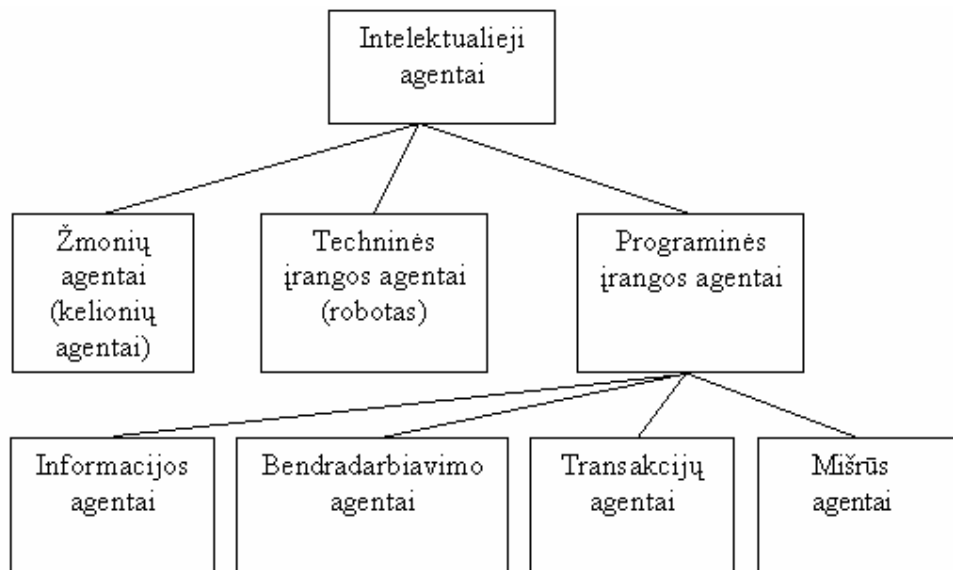 Intelektualieji
agentai
Žmonių
agentai
(kelionių
agentai)
Techninės
įrangos agentai
(robotas)
Programinės
įrangos agentai
Informacijos
agentai
Bendradarbiavimo
agentai
Transakcijų
agentai
Mišrūs
agentai